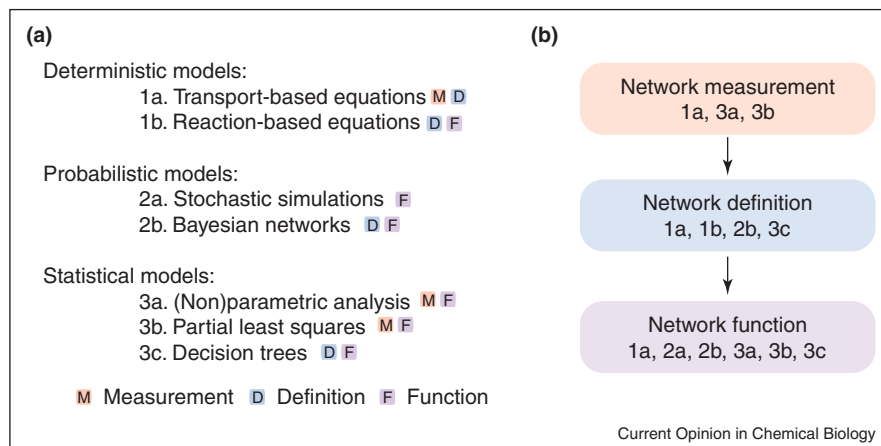 (a)
Deterministic models:
1a. Transport-based equations M D
1b. Reaction-based equations D F
Probabilistic models:
2a. Stochastic simulations F
2b. Bayesian networks D F
Statistical models:
3a. (Non)parametric analysis M F
3b. Partial least squares M F
3c. Decision trees D F
M Measurement D Definition F Function
(b)
Network measurement
1a, 3a, 3b
Network definition
1a, 1b, 2b, 3c
Network function
1a, 2a, 2b, 3a, 3b, 3c
Current Opinion in Chemical Biology